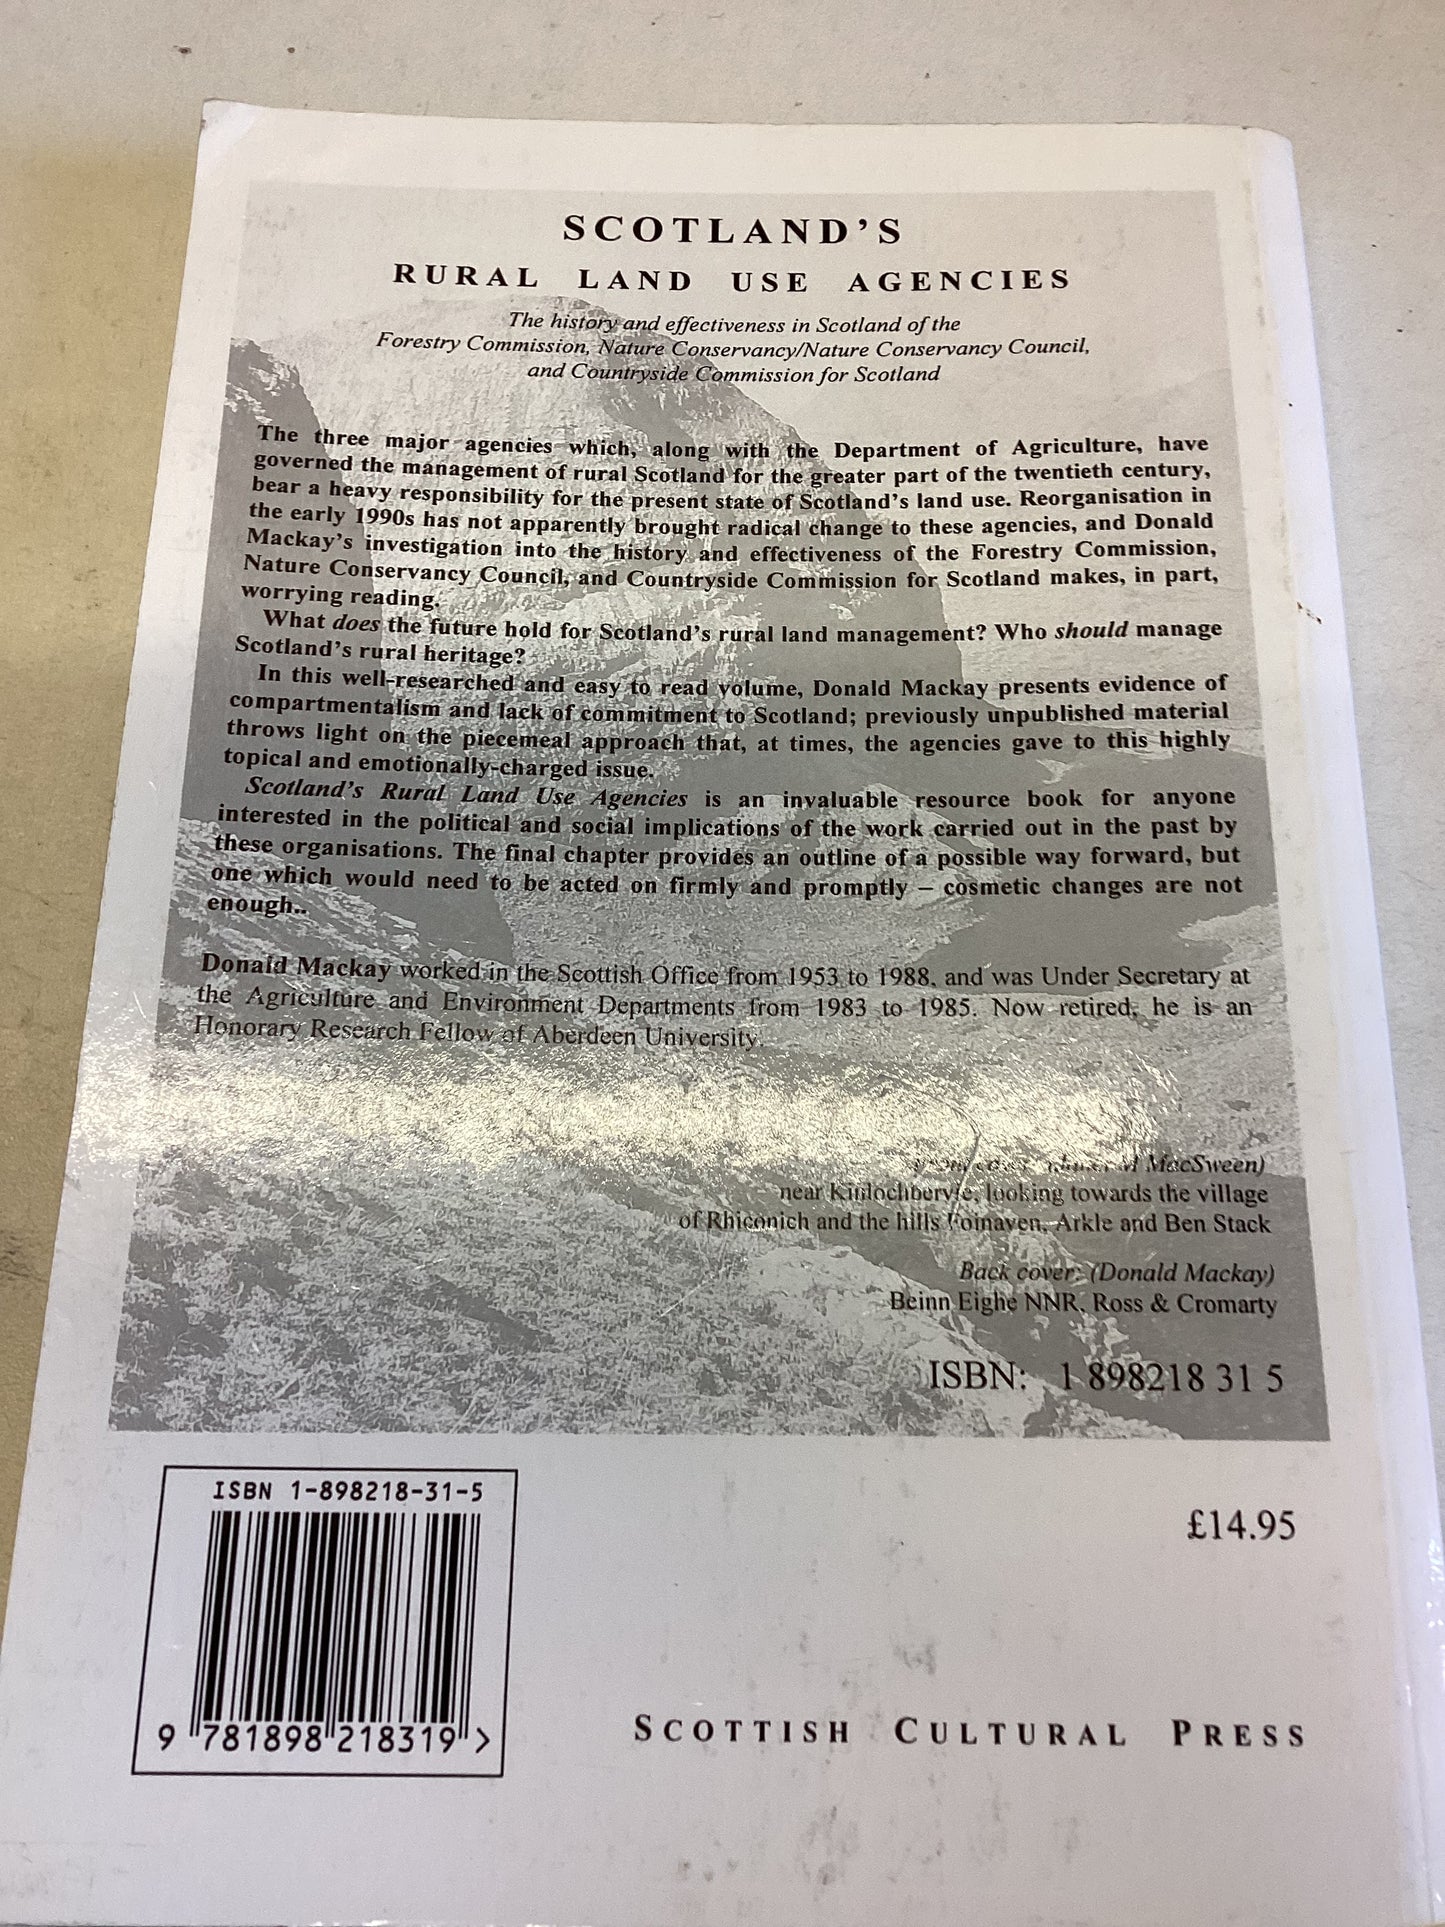 SCOTLAND'S
RURAL LAND USE AGENCIES
The history and effectiveness in Scotland of the
Forestry Commission, Nature Conservancy/Nature Conservancy Council,
and Countryside Commission for Scotland
The three major agencies which, along with the Department of Agriculture, have
governed the management of rural Scotland for the greater part of the twentieth century,
bear a heavy responsibility for the present state of Scotland's land use. Reorganisation in
the early 1990s has not apparently brought radical change to these agencies, and Donald
Mackay's investigation into the history and effectiveness of the Forestry Commission,
Nature Conservancy Council, and Countryside Commission for Scotland makes, in part,
worrying reading.
What does the future hold for Scotland's rural land management? Who should manage
Scotland's rural heritage?
In this well-researched and easy to read volume, Donald Mackay presents evidence of
compartmentalism and lack of commitment to Scotland; previously unpublished material
throws light on the piecemeal approach that, at times, the agencies gave to this highly
topical and emotionally-charged issue.
Scotland's Rural Land Use Agencies is an invaluable resource book for anyone
interested in the political and social implications of the work carried out in the past by
these organisations. The final chapter provides an outline of a possible way forward, but
one which would need to be acted on firmly and promptly – cosmetic changes are not
enough..
Donald Mackay worked in the Scottish Office from 1953 to 1988, and was Under Secretary at
the Agriculture and Environment Departments from 1983 to 1985. Now retired, he is an
Honorary Research Fellow of Aberdeen University.
MacSween)
near Kinlochbervie, looking towards the village
of Rhiconich and the hills Foinaven, Arkle and Ben Stack
Back cover: (Donald Mackay)
Beinn Eighe NNR, Ross & Cromarty
ISBN: 1 898218 31 5
ISBN 1-898218-31-5
£14.95
9 781898 218319 >
SCOTTISH CULTURAL PRESS